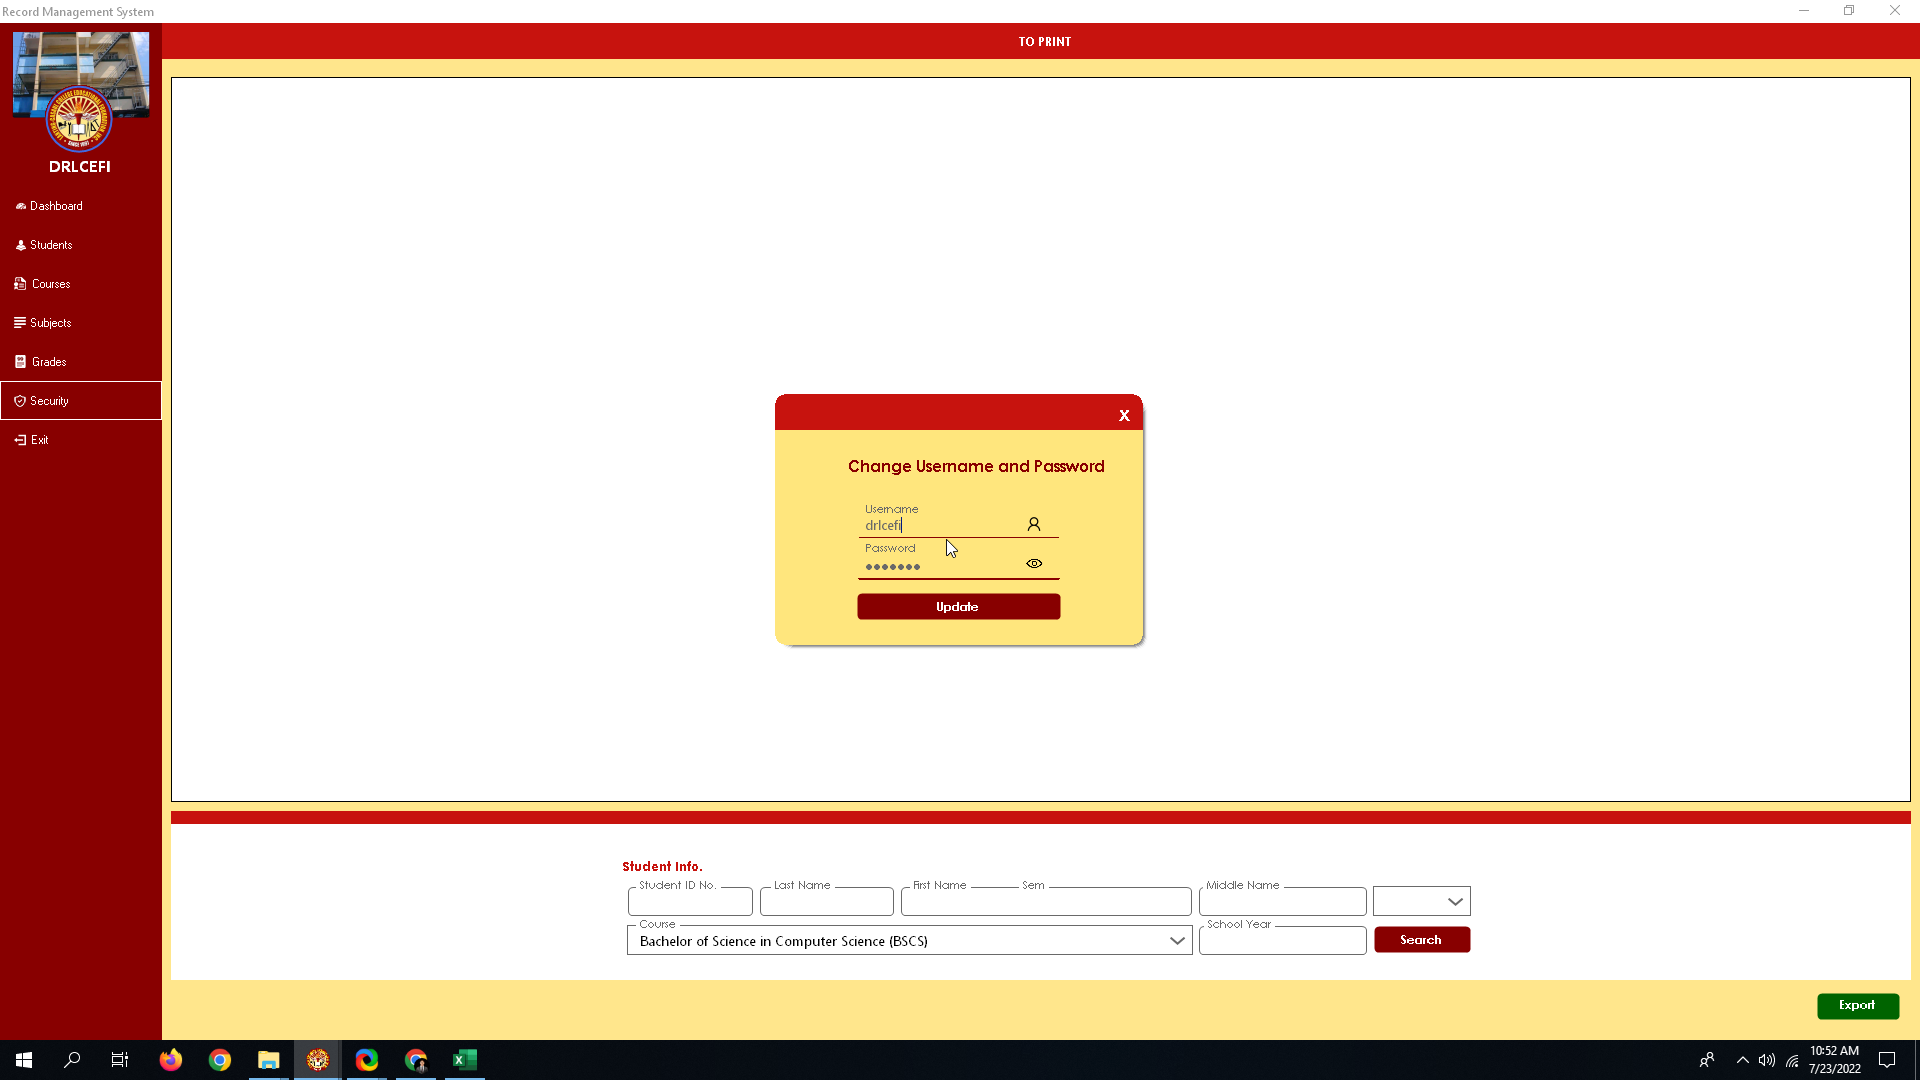 Record Management System
TO PRINT
DRLCEFI
Dashboard
Students
Courses
Subjects
Grades
Security
Exit
X
Change Username and Password
Username
drlcefi
Password
Update
Student Info.
Student ID No.
Last Name
First Name
Sem
Middle Name
Course
Bachelor of Science in Computer Science (BSCS)
School Year
Search
Export
10:52 AM
7/23/2022